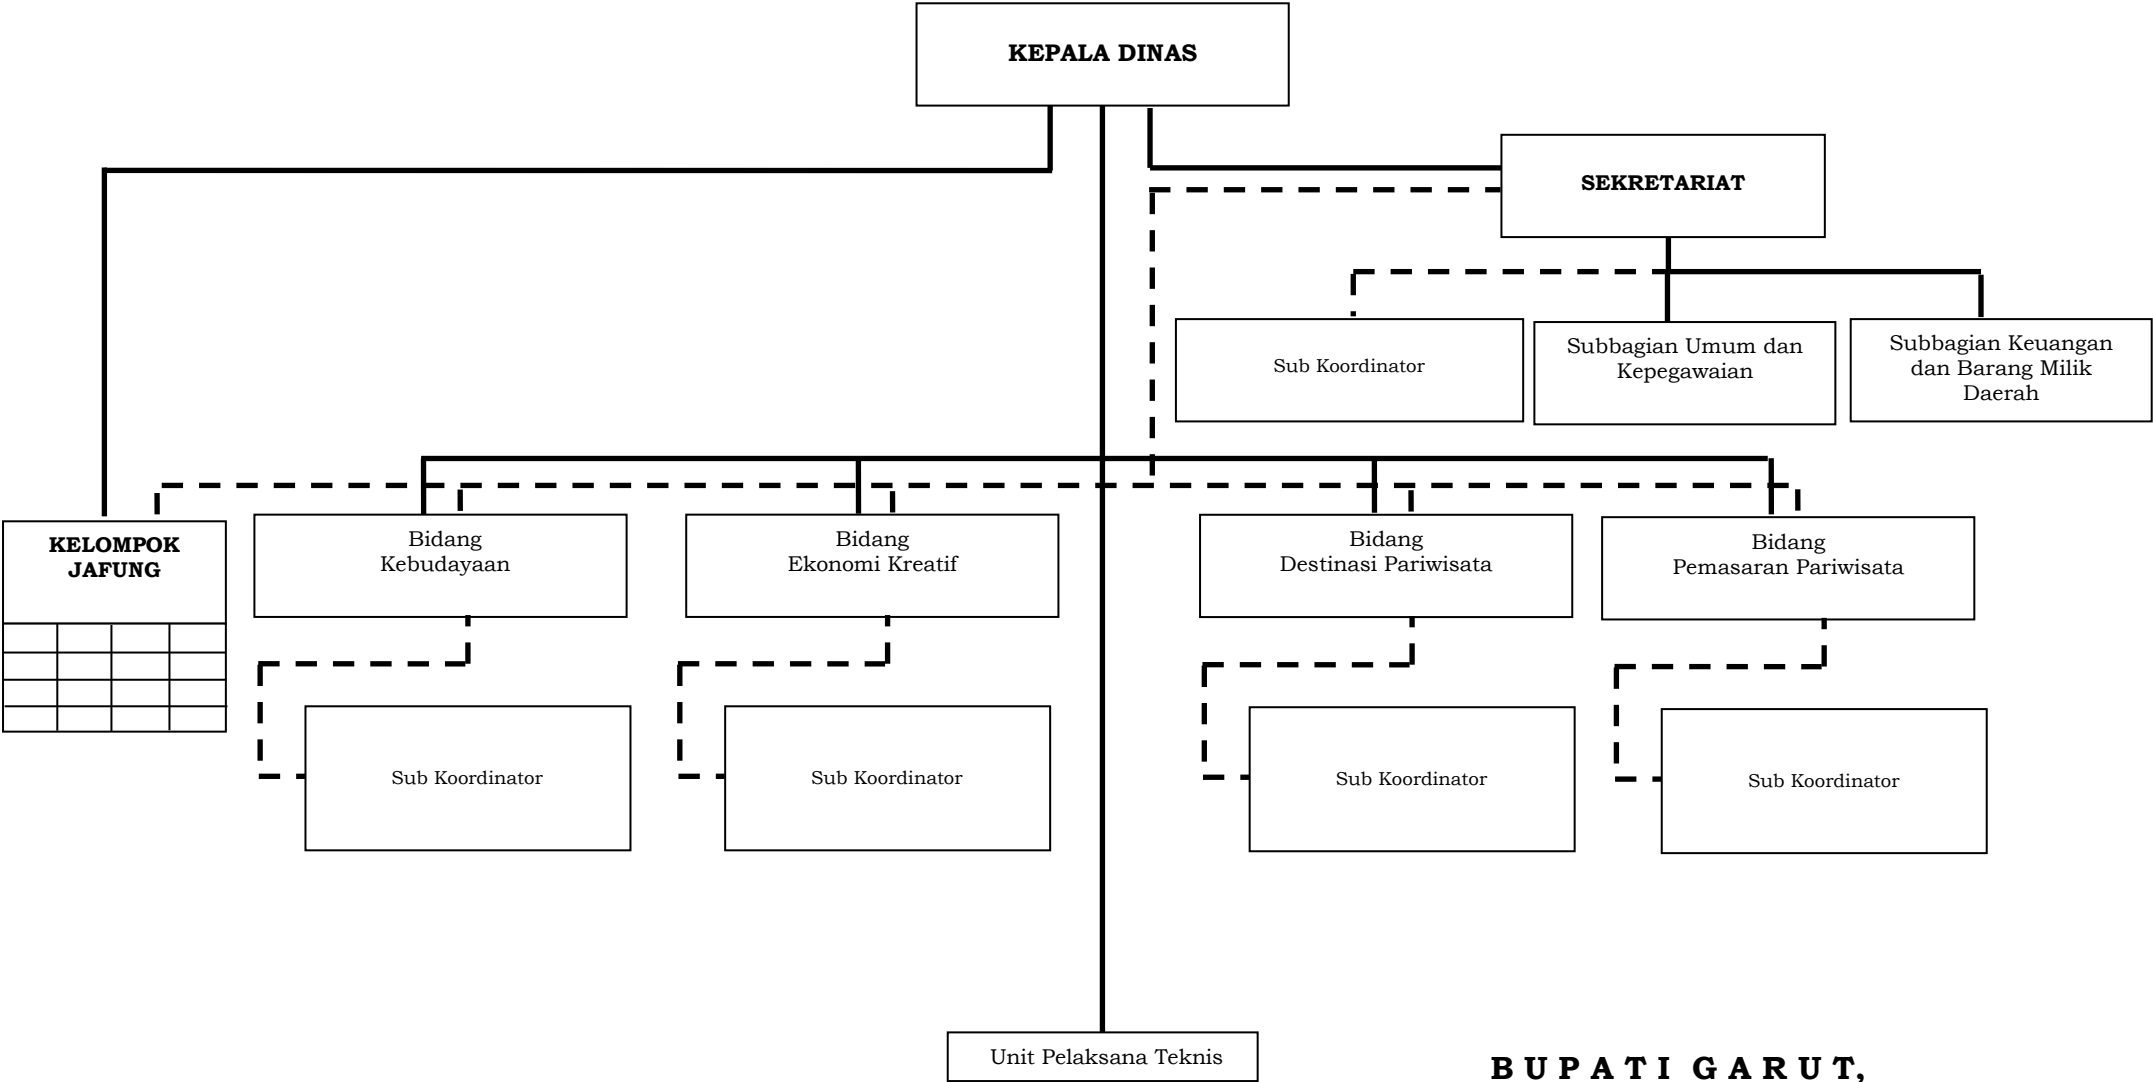 KEPALA DINAS
SEKRETARIAT
Sub Koordinator
Subbagian Umum dan
Kepegawaian
Subbagian Keuangan
dan Barang Milik
Daerah
KELOMPOK
JAFUNG
Bidang
Kebudayaan
Bidang
Ekonomi Kreatif
Bidang
Destinasi Pariwisata
Bidang
Pemasaran Pariwisata
Sub Koordinator
Sub Koordinator
Sub Koordinator
Sub Koordinator
Unit Pelaksana Teknis
B U P A T I  G A R U T,